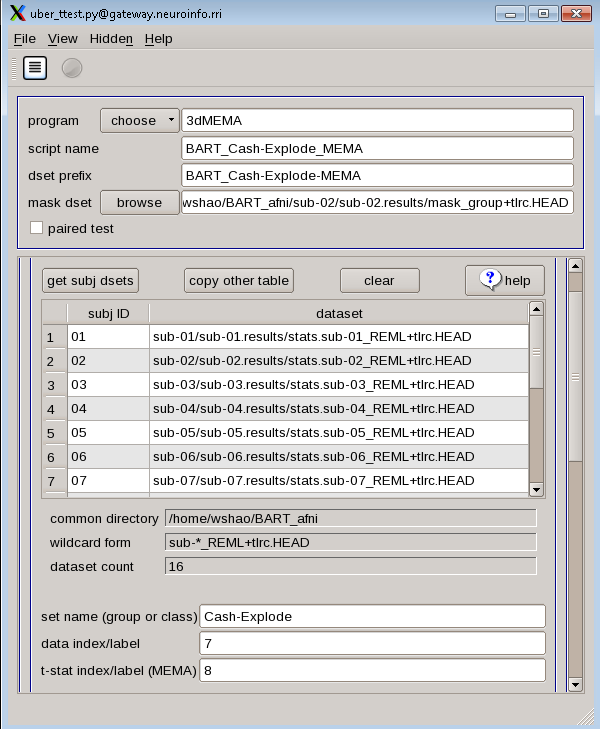 uber_ttest.py@gateway.neuroinfo.rri
File View Hidden Help
program choose 3dMEMA
script name BART_Cash-Explode_MEMA
dset prefix BART_Cash-Explode-MEMA
mask dset browse wshao/BART_afni/sub-02/sub-02.results/mask_group+tlrc.HEAD
paired test
get subj dsets copy other table clear help
subj ID dataset
1 01 sub-01/sub-01.results/stats.sub-01_REML+tlrc.HEAD
2 02 sub-02/sub-02.results/stats.sub-02_REML+tlrc.HEAD
3 03 sub-03/sub-03.results/stats.sub-03_REML+tlrc.HEAD
4 04 sub-04/sub-04.results/stats.sub-04_REML+tlrc.HEAD
5 05 sub-05/sub-05.results/stats.sub-05_REML+tlrc.HEAD
6 06 sub-06/sub-06.results/stats.sub-06_REML+tlrc.HEAD
7 07 sub-07/sub-07.results/stats.sub-07_REML+tlrc.HEAD
common directory /home/wshao/BART_afni
wildcard form sub-*_REML+tlrc.HEAD
dataset count 16
set name (group or class) Cash-Explode
data index/label 7
t-stat index/label (MEMA) 8